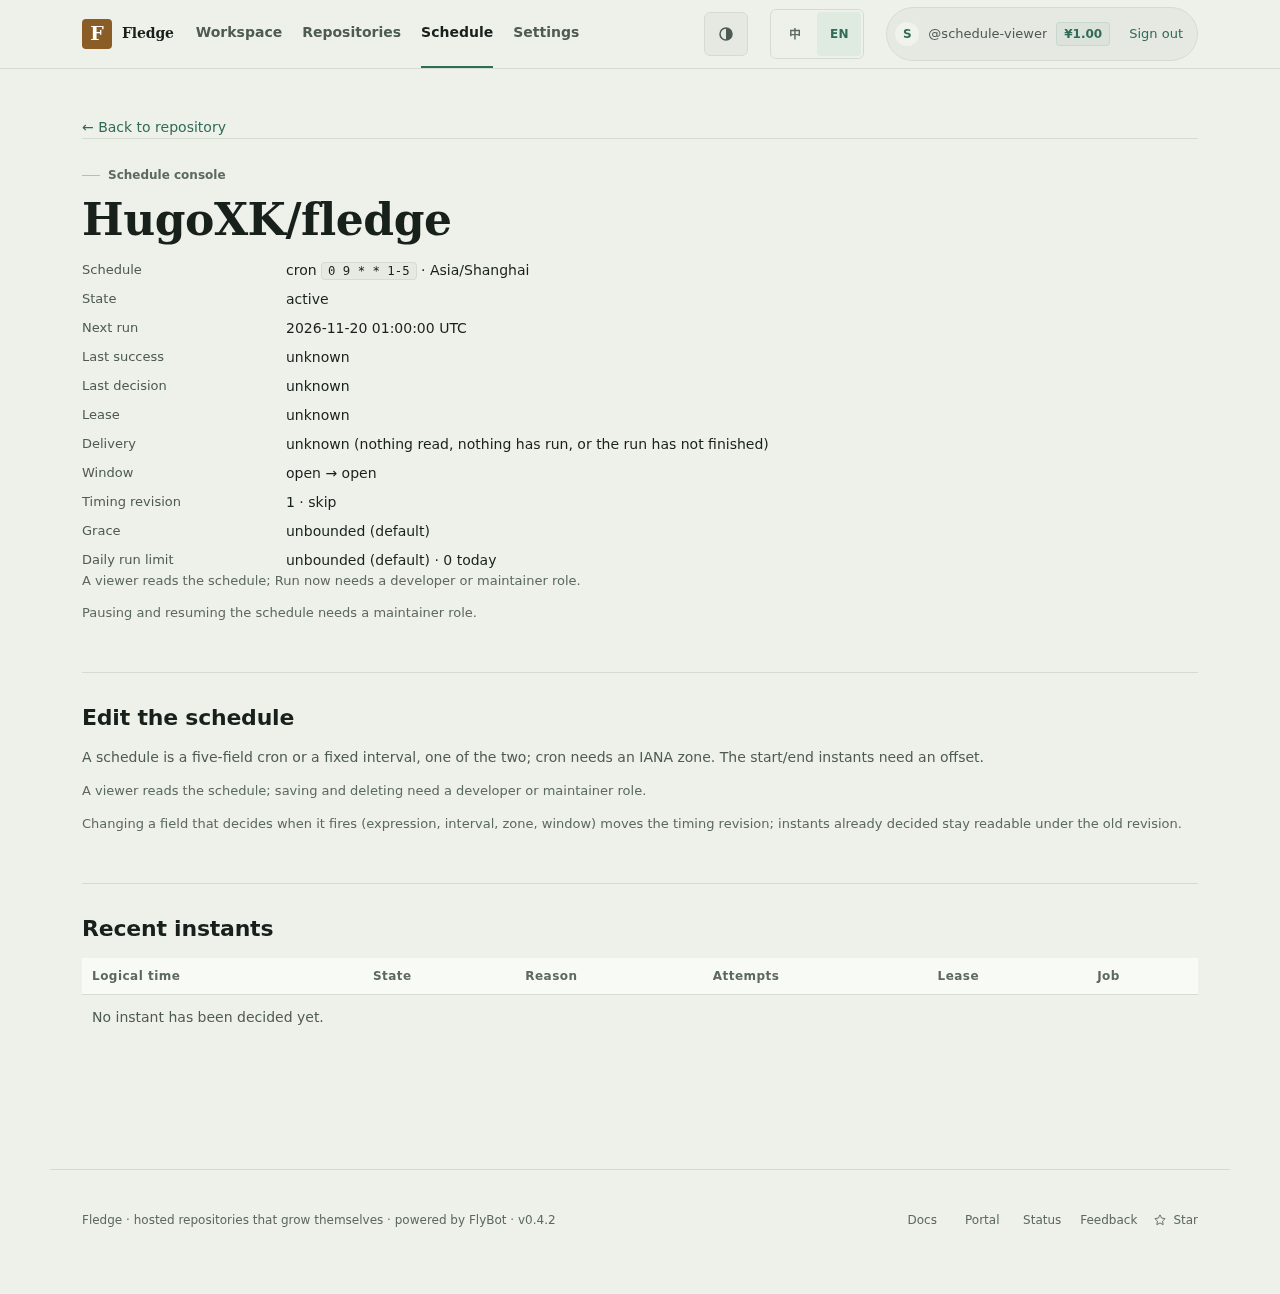 F Fledge Workspace Repositories Schedule Settings 中 EN S @schedule-viewer ¥1.00 Sign out
← Back to repository
Schedule console
HugoXK/fledge
Schedule cron 0 9 * * 1-5 · Asia/Shanghai
State active
Next run 2026-11-20 01:00:00 UTC
Last success unknown
Last decision unknown
Lease unknown
Delivery unknown (nothing read, nothing has run, or the run has not finished)
Window open → open
Timing revision 1 · skip
Grace unbounded (default)
Daily run limit unbounded (default) · 0 today
A viewer reads the schedule; Run now needs a developer or maintainer role.
Pausing and resuming the schedule needs a maintainer role.
Edit the schedule
A schedule is a five-field cron or a fixed interval, one of the two; cron needs an IANA zone. The start/end instants need an offset.
A viewer reads the schedule; saving and deleting need a developer or maintainer role.
Changing a field that decides when it fires (expression, interval, zone, window) moves the timing revision; instants already decided stay readable under the old revision.
Recent instants
Logical time State Reason Attempts Lease Job
No instant has been decided yet.
Fledge · hosted repositories that grow themselves · powered by FlyBot · v0.4.2 Docs Portal Status Feedback Star